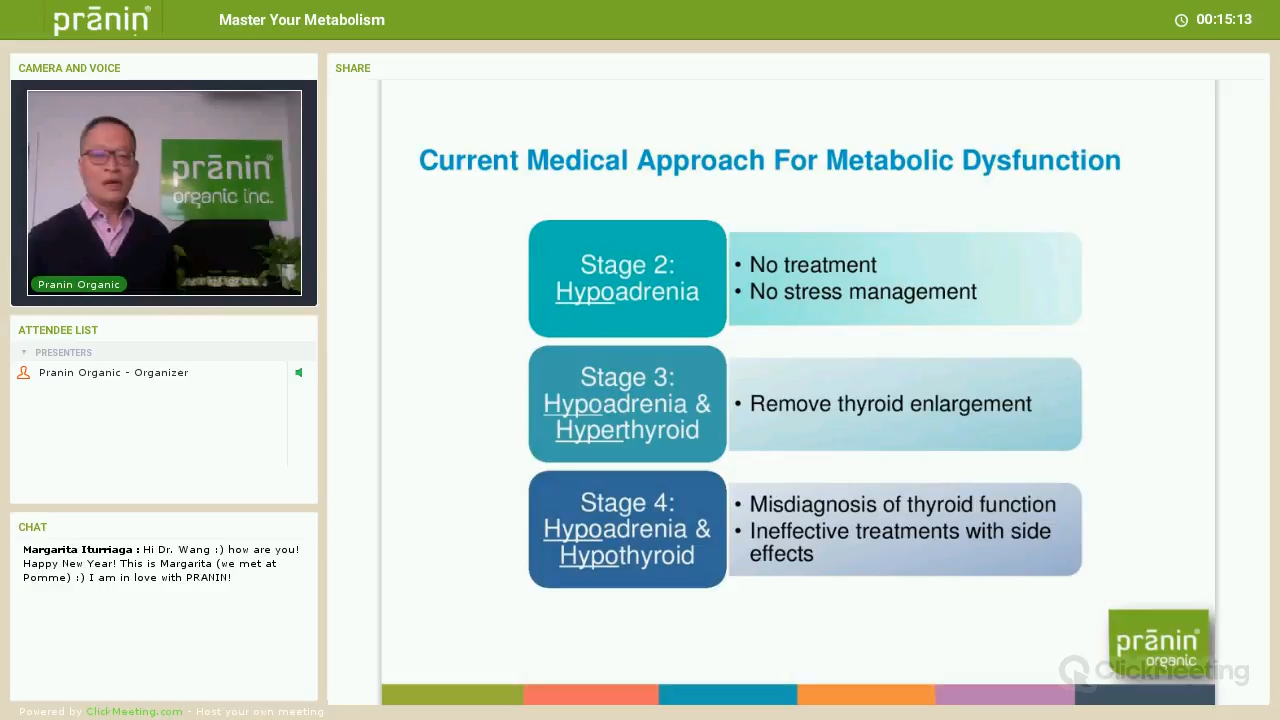 pränin®
Master Your Metabolism
00:15:13
CAMERA AND VOICE
pränin®
organic inc.
Pranin Organic
ATTENDEE LIST
PRESENTERS
Pranin Organic - Organizer
CHAT
Margarita Iturriaga : Hi Dr. Wang :) how are you!
Happy New Year! This is Margarita (we met at
Pomme) :) I am in love with PRANIN!
SHARE
Current Medical Approach For Metabolic Dysfunction
Stage 2:
Hypoadrenia
• No treatment
• No stress management
Stage 3:
Hypoadrenia &
Hyperthyroid
• Remove thyroid enlargement
Stage 4:
Hypoadrenia &
Hypothyroid
• Misdiagnosis of thyroid function
• Ineffective treatments with side
effects
pränin®
organic
ClickMeeting
Powered by ClickMeeting.com - Host your own meeting